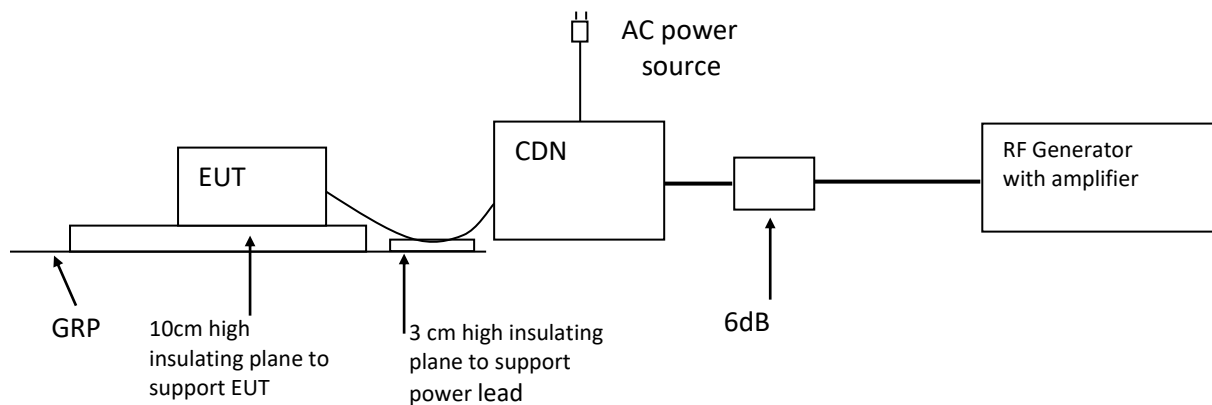 AC power
source
EUT
CDN
RF Generator
with amplifier
GRP
10cm high
insulating plane to
support EUT
3 cm high insulating
plane to support
power lead
6dB